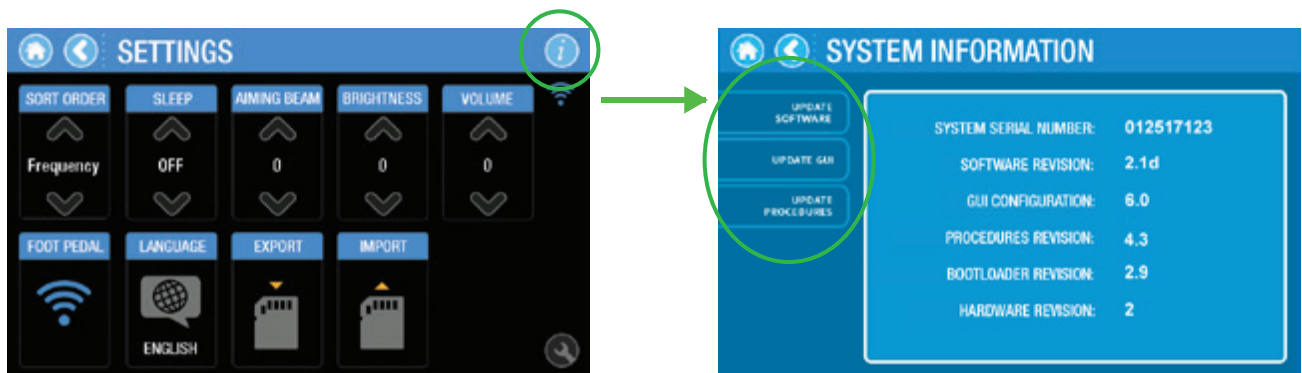 SETTINGS
i
SORT ORDER SLEEP AIMING BEAM BRIGHTNESS VOLUME
Frequency OFF 0 0 0
FOOT PEDAL LANGUAGE EXPORT IMPORT
ENGLISH
SYSTEM INFORMATION
UPDATE
SOFTWARE
UPDATE GUI
UPDATE
PROCEDURES
SYSTEM SERIAL NUMBER: 012517123
SOFTWARE REVISION: 2.1d
GUI CONFIGURATION: 6.0
PROCEDURES REVISION: 4.3
BOOTLOADER REVISION: 2.9
HARDWARE REVISION: 2